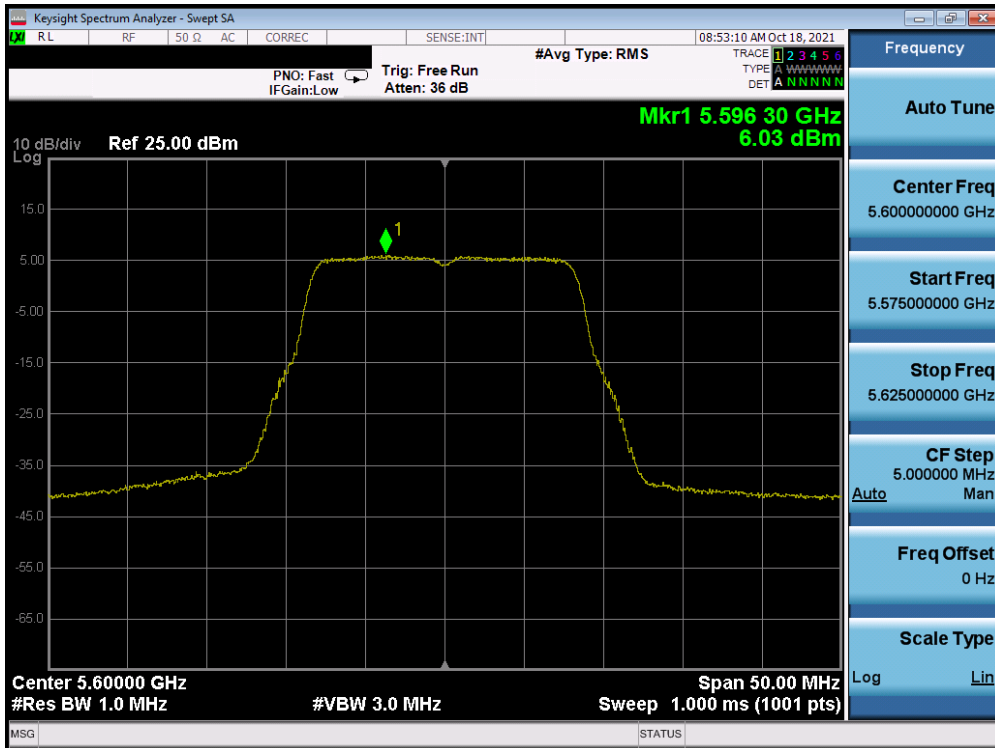 Keysight Spectrum Analyzer - Swept SA
LXI RL RF 50 Ω AC CORREC SENSE:INT 08:53:10 AM Oct 18, 2021
#Avg Type: RMS
TRACE 1 2 3 4 5 6
TYPE A WWWWW
DET A N N N N N
PNO: Fast
IFGain:Low
Trig: Free Run
Atten: 36 dB
Mkr1 5.596 30 GHz
6.03 dBm
10 dB/div
Log
Ref 25.00 dBm
15.0
5.00
-5.00
-15.0
-25.0
-35.0
-45.0
-55.0
-65.0
1
Center 5.60000 GHz
#Res BW 1.0 MHz
#VBW 3.0 MHz
Span 50.00 MHz
Sweep 1.000 ms (1001 pts)
MSG
STATUS
Frequency
Auto Tune
Center Freq
5.600000000 GHz
Start Freq
5.575000000 GHz
Stop Freq
5.625000000 GHz
CF Step
5.000000 MHz
Auto Man
Freq Offset
0 Hz
Scale Type
Log Lin